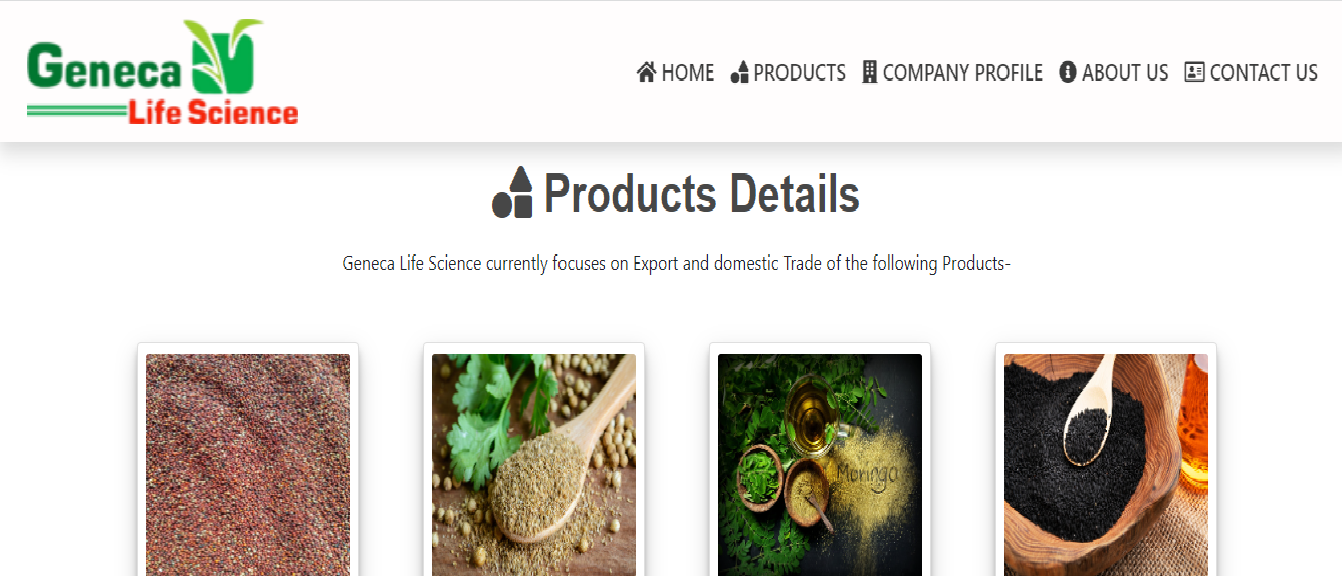 Geneca
Life Science
HOME PRODUCTS COMPANY PROFILE ABOUT US CONTACT US
Products Details
Geneca Life Science currently focuses on Export and domestic Trade of the following Products-
Moringa